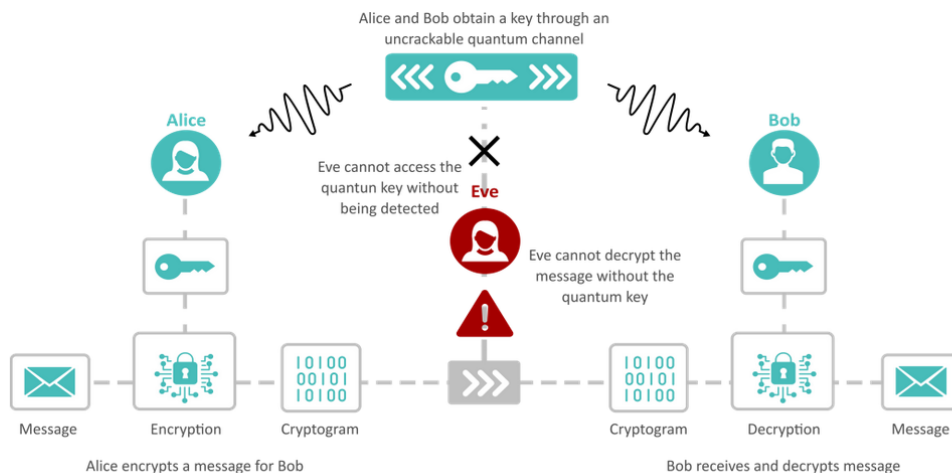 Alice and Bob obtain a key through an
uncrackable quantum channel
Alice
Bob
Eve cannot access the
quantun key without
being detected
Eve
Eve cannot decrypt the
message without the
quantum key
10100
00101
10100
10100
00101
10100
Message
Encryption
Cryptogram
Cryptogram
Decryption
Message
Alice encrypts a message for Bob
Bob receives and decrypts message